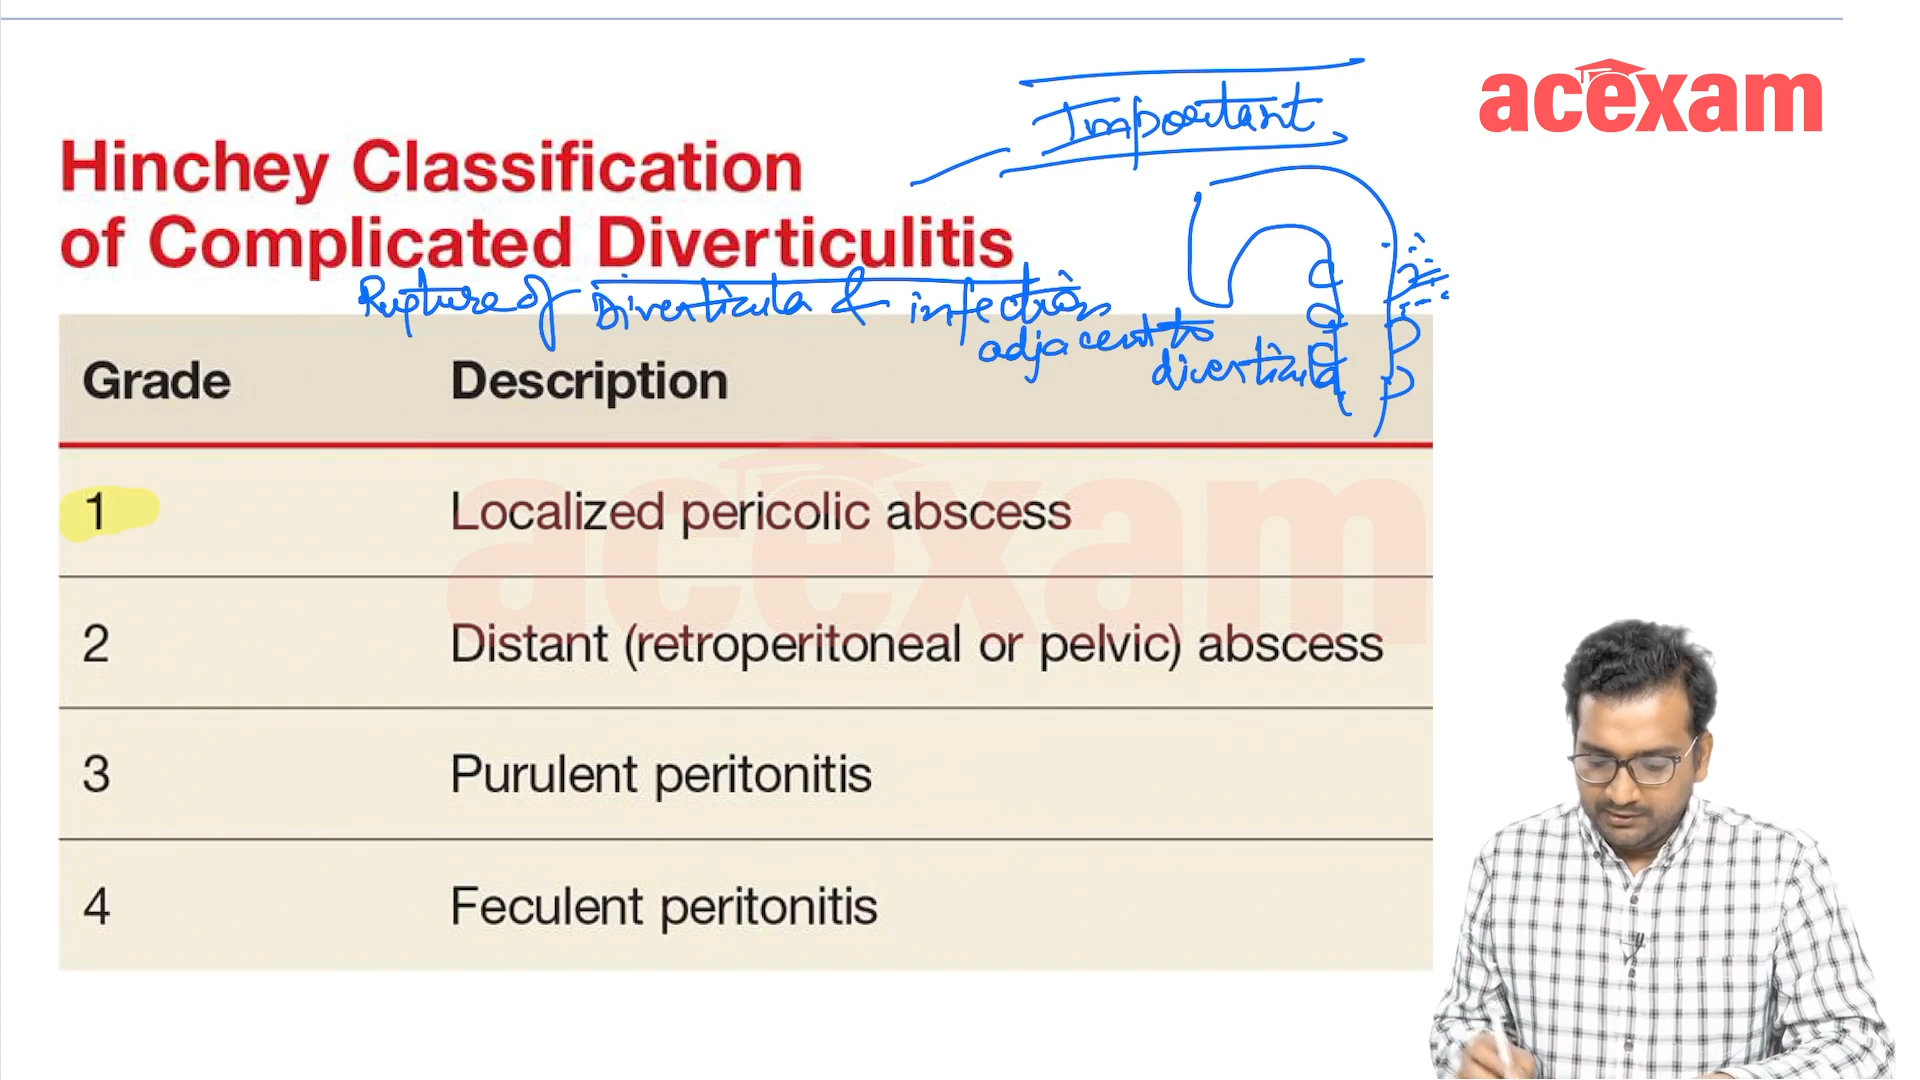 Important
acexam
Hinchey Classification
of Complicated Diverticulitis
Rupture of Diverticula & infection
adjacent to
diverticula
Grade Description
1 Localized pericolic abscess
2 Distant (retroperitoneal or pelvic) abscess
3 Purulent peritonitis
4 Feculent peritonitis
acexam